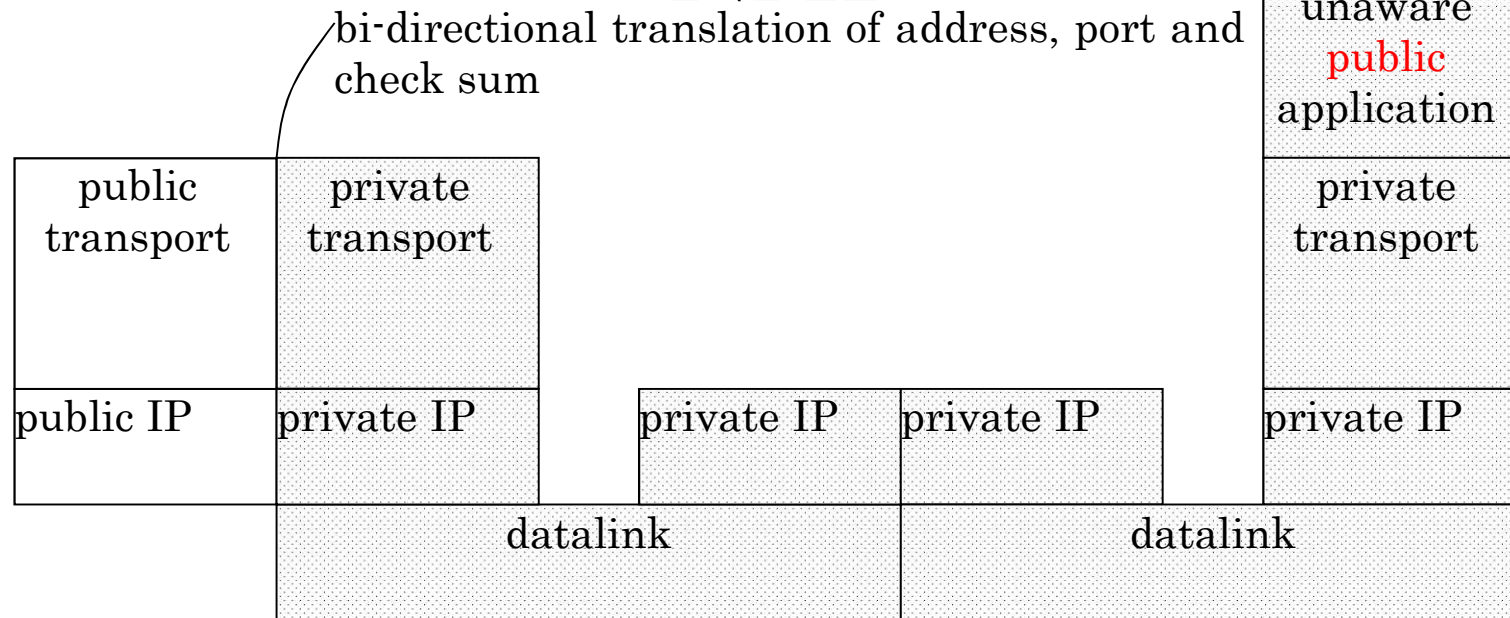 bi-directional translation of address, port and
check sum
unaware
public
application
public
transport
private
transport
private
transport
public IP
private IP
private IP
private IP
private IP
datalink
datalink